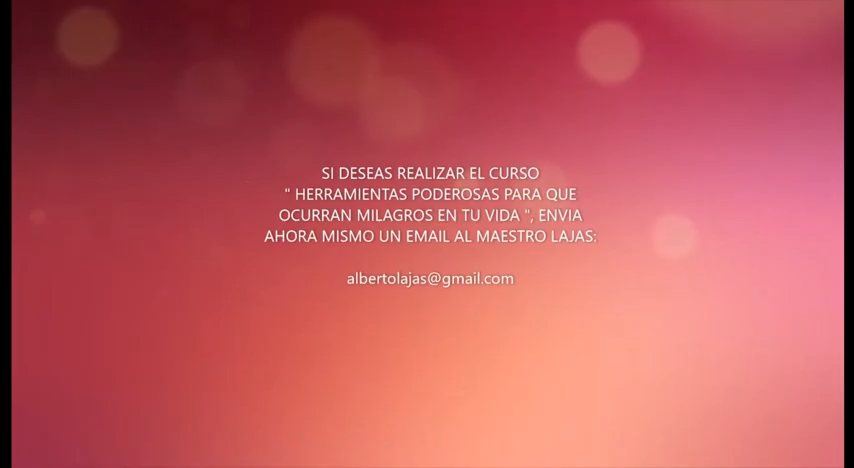 SI DESEAS REALIZAR EL CURSO
" HERRAMIENTAS PODEROSAS PARA QUE
OCURRAN MILAGROS EN TU VIDA ", ENVIA
AHORA MISMO UN EMAIL AL MAESTRO LAJAS:
albertolajas@gmail.com